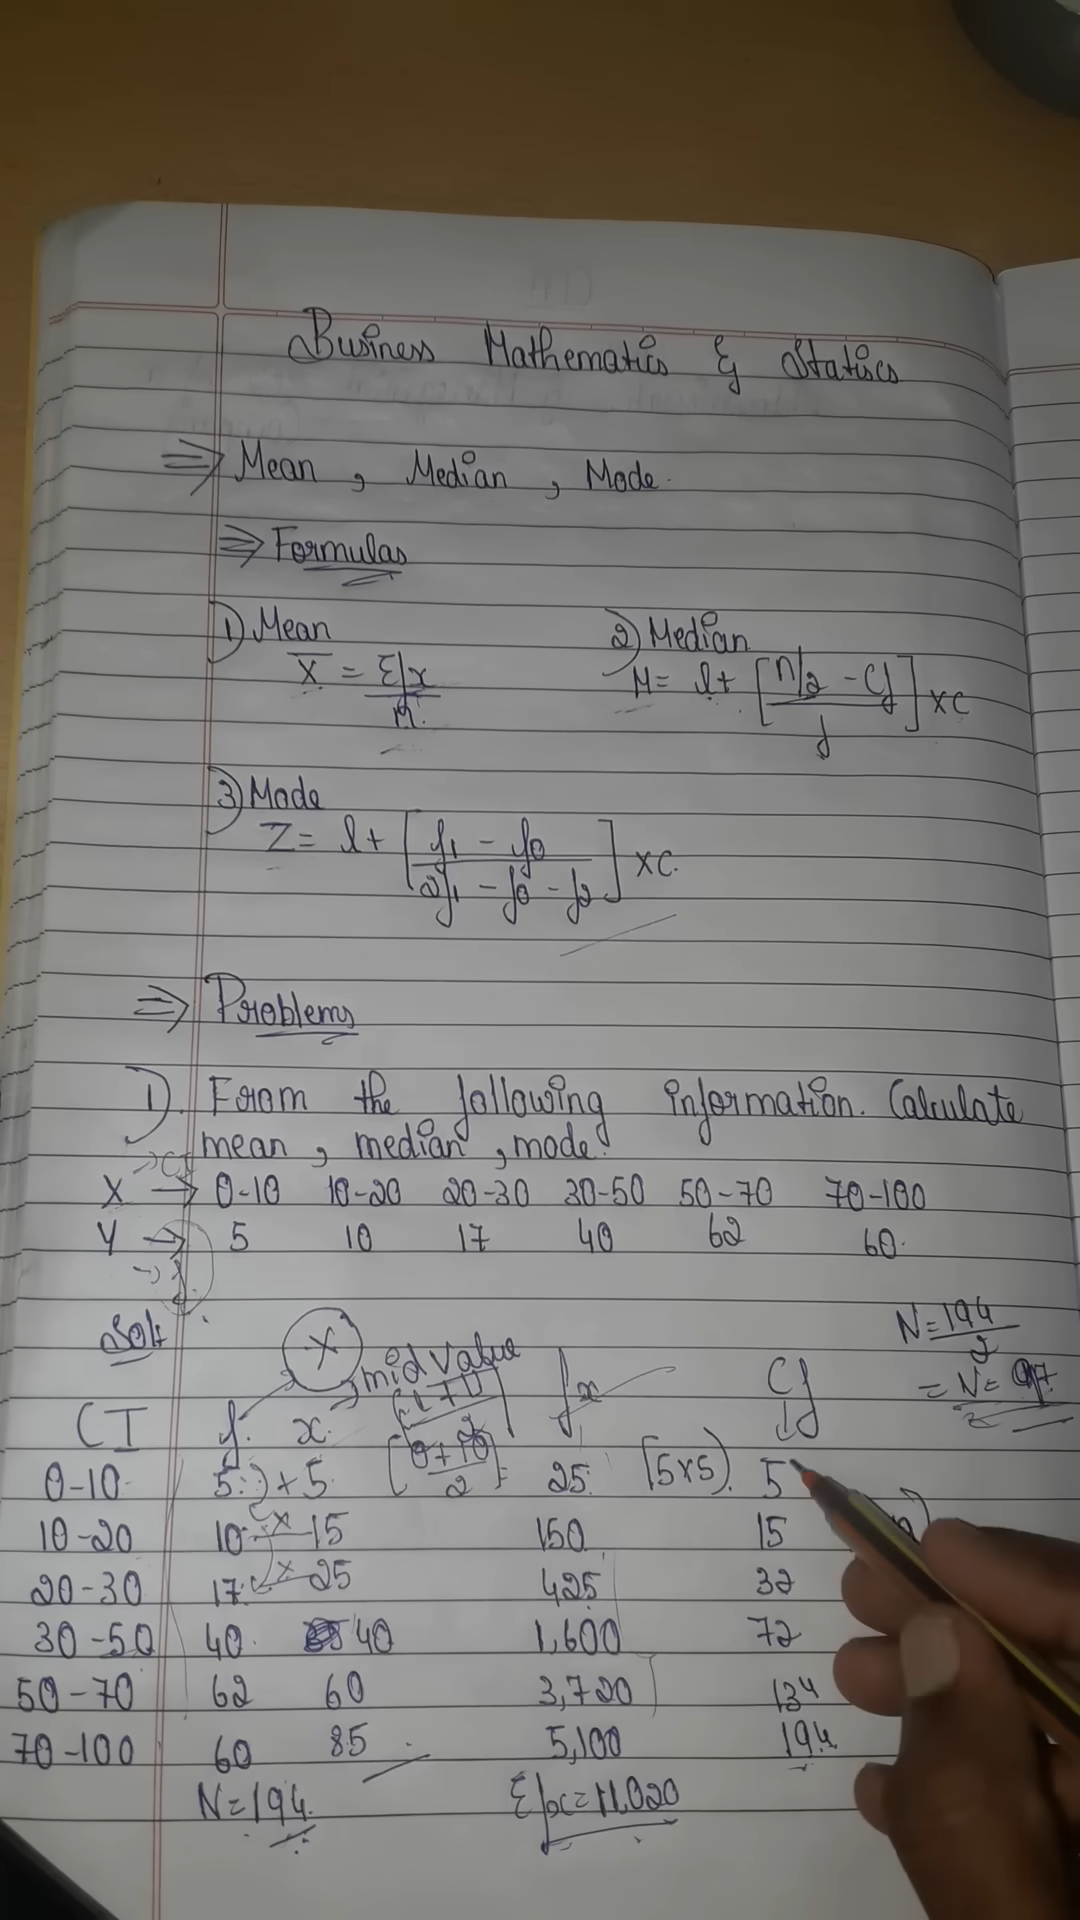 Business Mathematics & Statiscs
⇒ Mean, Median, Mode.
⇒ Formulas
1) Mean 2) Median
X̄ = Σfx / n M = l + [n/2 - Cf / f] × C
3) Mode
Z = l + [f1 - f0 / 2f1 - f0 - f2] × C.
⇒ Problems
1). From the following information. Calculate
mean, median, mode.
X → 0-10 10-20 20-30 30-50 50-70 70-100
Y → 5 10 17 40 62 60.
→ f.
Sol: N = 194 / 2
X mid value = N = 97
CI f. x. fx Cf
0-10 5 5 [0+10 / 2] = 25 [5×5]. 5
10-20 10 × 15 150 15
20-30 17 × 25 425 32
30-50 40 40 1,600 72
50-70 62 60 3,720 134
70-100 60 85 5,100 194
N = 194. Σfx = 11,020